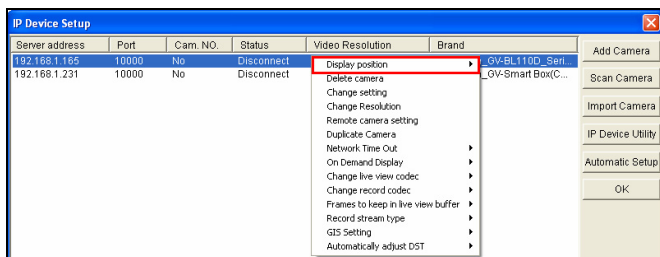 IP Device Setup
Server address Port Cam. NO. Status Video Resolution Brand
192.168.1.165 10000 No Disconnect _GV-BL110D_Seri...
192.168.1.231 10000 No Disconnect _GV-Smart Box(C...
Display position
Delete camera
Change setting
Change Resolution
Remote camera setting
Duplicate Camera
Network Time Out
On Demand Display
Change live view codec
Change record codec
Frames to keep in live view buffer
Record stream type
GIS Setting
Automatically adjust DST
Add Camera
Scan Camera
Import Camera
IP Device Utility
Automatic Setup
OK